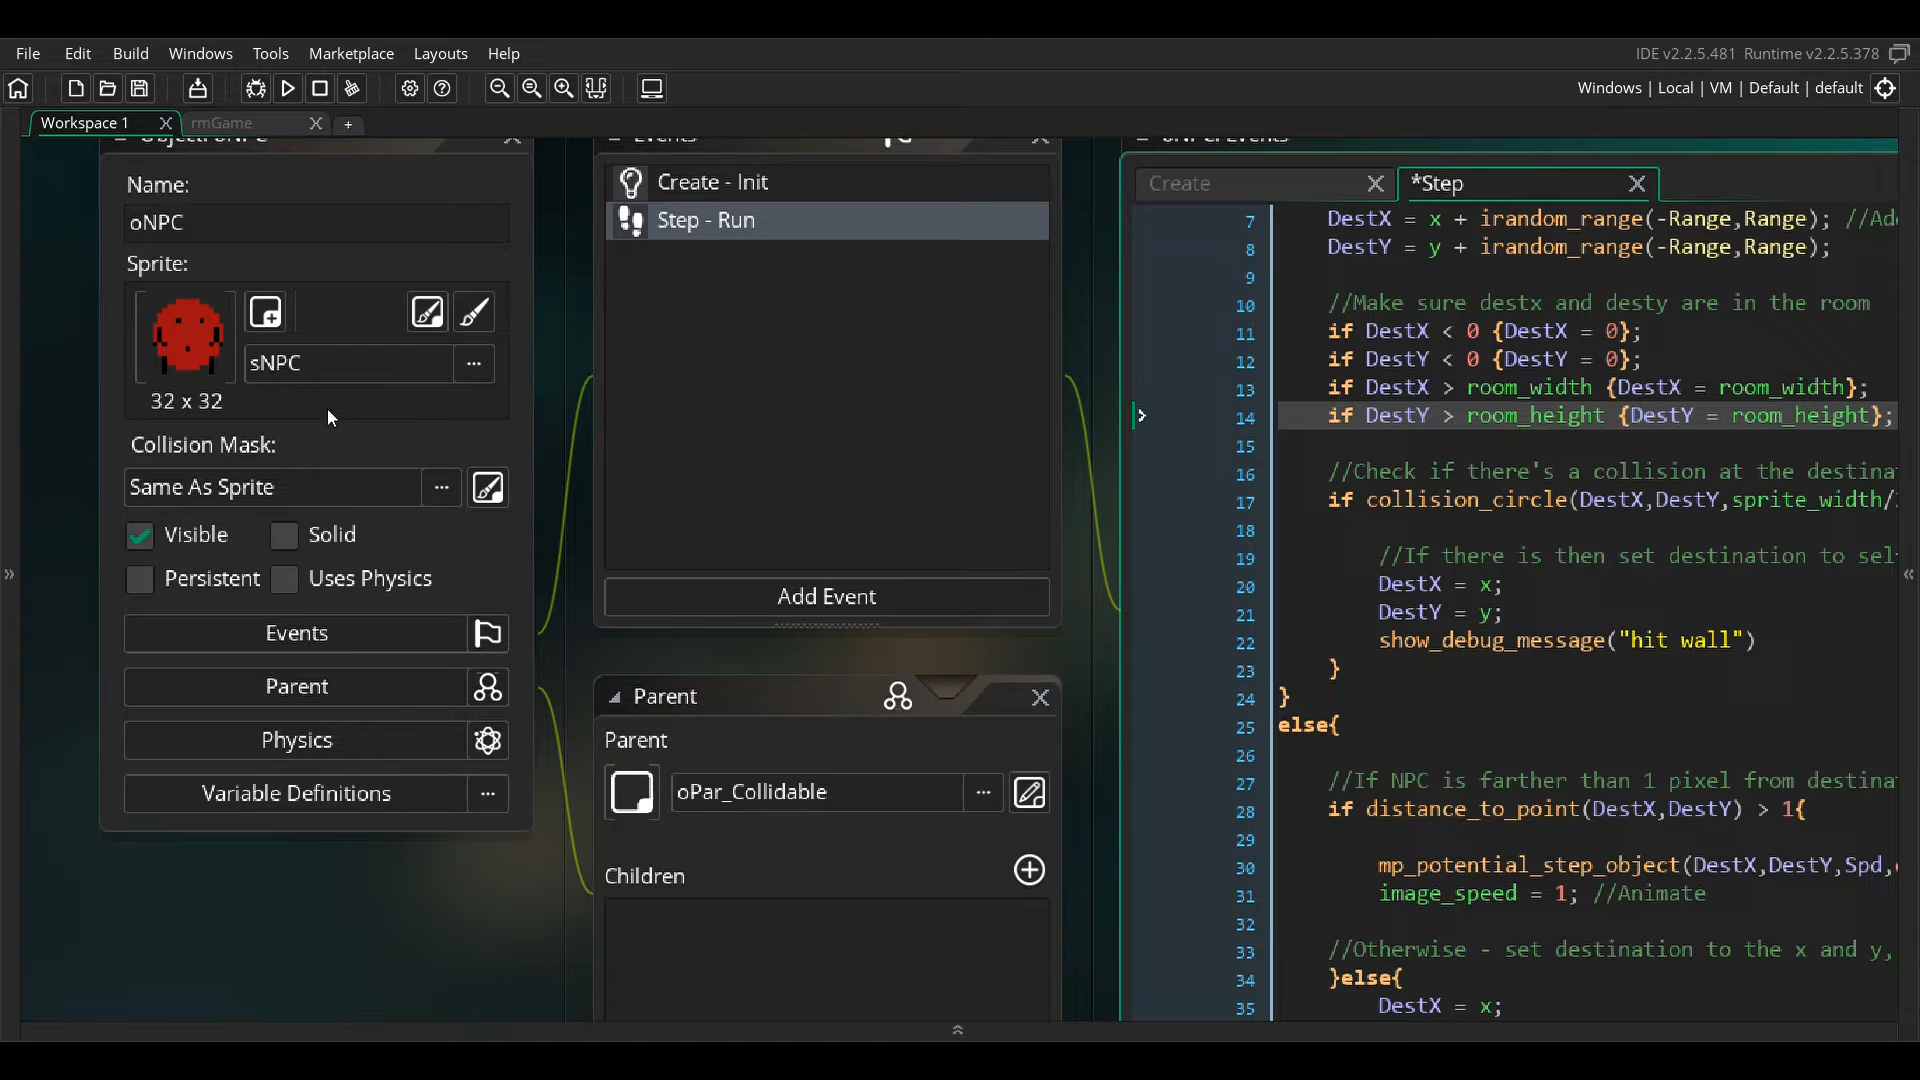 File Edit Build Windows Tools Marketplace Layouts Help
IDE v2.2.5.481 Runtime v2.2.5.378
Windows | Local | VM | Default | default
Workspace 1
rmGame
Name:
oNPC
Sprite:
sNPC
32 x 32
Collision Mask:
Same As Sprite
Visible
Solid
Persistent
Uses Physics
Events
Parent
Physics
Variable Definitions
Events
Create - Init
Step - Run
Add Event
Parent
Parent
oPar_Collidable
Children
Create
*Step
7 DestX = x + irandom_range(-Range,Range); //Ad
8 DestY = y + irandom_range(-Range,Range);
9
10 //Make sure destx and desty are in the room
11 if DestX < 0 {DestX = 0};
12 if DestY < 0 {DestY = 0};
13 if DestX > room_width {DestX = room_width};
14 if DestY > room_height {DestY = room_height};
15
16 //Check if there's a collision at the destina
17 if collision_circle(DestX,DestY,sprite_width/
18
19 //If there is then set destination to sel
20 DestX = x;
21 DestY = y;
22 show_debug_message("hit wall")
23 }
24 }
25 else{
26
27 //If NPC is farther than 1 pixel from destina
28 if distance_to_point(DestX,DestY) > 1{
29
30 mp_potential_step_object(DestX,DestY,Spd,
31 image_speed = 1; //Animate
32
33 //Otherwise - set destination to the x and y,
34 }else{
35 DestX = x;